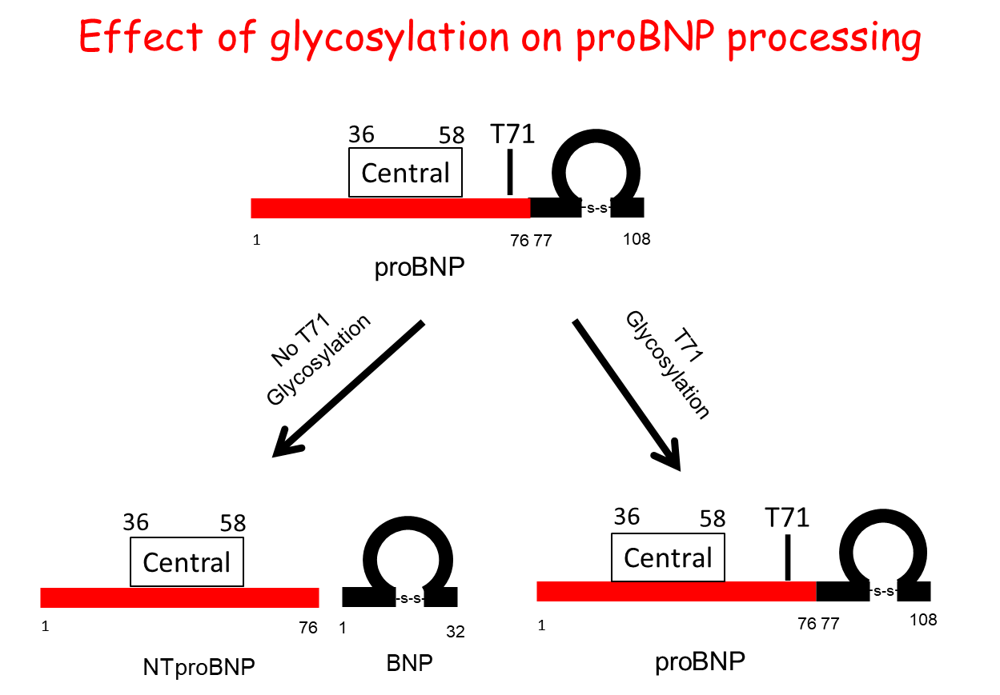 Effect of glycosylation on proBNP processing
36 58 T71
Central
-s-s-
1 76 77 108
proBNP
No T71
Glycosylation
T71
Glycosylation
36 58
Central
-s-s-
1 76 1 32
NTproBNP BNP
36 58 T71
Central
-s-s-
1 76 77 108
proBNP